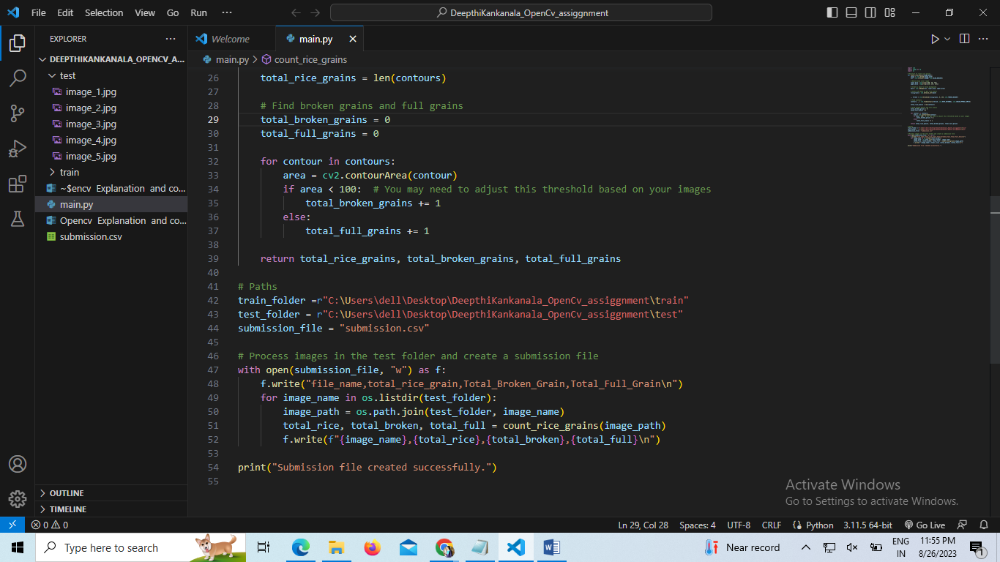 File Edit Selection View Go Run ···
DeepthiKankanala_OpenCv_assiggnment
EXPLORER ···
DEEPTHIKANKANALA_OPENCV_A...
test
image_1.jpg
image_2.jpg
image_3.jpg
image_4.jpg
image_5.jpg
train
~$encv Explanation and co...
main.py
Opencv Explanation and co...
submission.csv
OUTLINE
TIMELINE
Welcome
main.py
main.py > count_rice_grains
26 total_rice_grains = len(contours)
27
28 # Find broken grains and full grains
29 total_broken_grains = 0
30 total_full_grains = 0
31
32 for contour in contours:
33 area = cv2.contourArea(contour)
34 if area < 100:  # You may need to adjust this threshold based on your images
35 total_broken_grains += 1
36 else:
37 total_full_grains += 1
38
39 return total_rice_grains, total_broken_grains, total_full_grains
40
41 # Paths
42 train_folder =r"C:\Users\dell\Desktop\DeepthiKankanala_OpenCv_assiggnment\train"
43 test_folder = r"C:\Users\dell\Desktop\DeepthiKankanala_OpenCv_assiggnment\test"
44 submission_file = "submission.csv"
45
46 # Process images in the test folder and create a submission file
47 with open(submission_file, "w") as f:
48 f.write("file_name,total_rice_grain,Total_Broken_Grain,Total_Full_Grain\n")
49 for image_name in os.listdir(test_folder):
50 image_path = os.path.join(test_folder, image_name)
51 total_rice, total_broken, total_full = count_rice_grains(image_path)
52 f.write(f"{image_name},{total_rice},{total_broken},{total_full}\n")
53
54 print("Submission file created successfully.")
55
Activate Windows
Go to Settings to activate Windows.
0 0 Ln 29, Col 28 Spaces: 4 UTF-8 CRLF Python 3.11.5 64-bit Go Live
Type here to search
Near record
ENG
IN
11:55 PM
8/26/2023
1